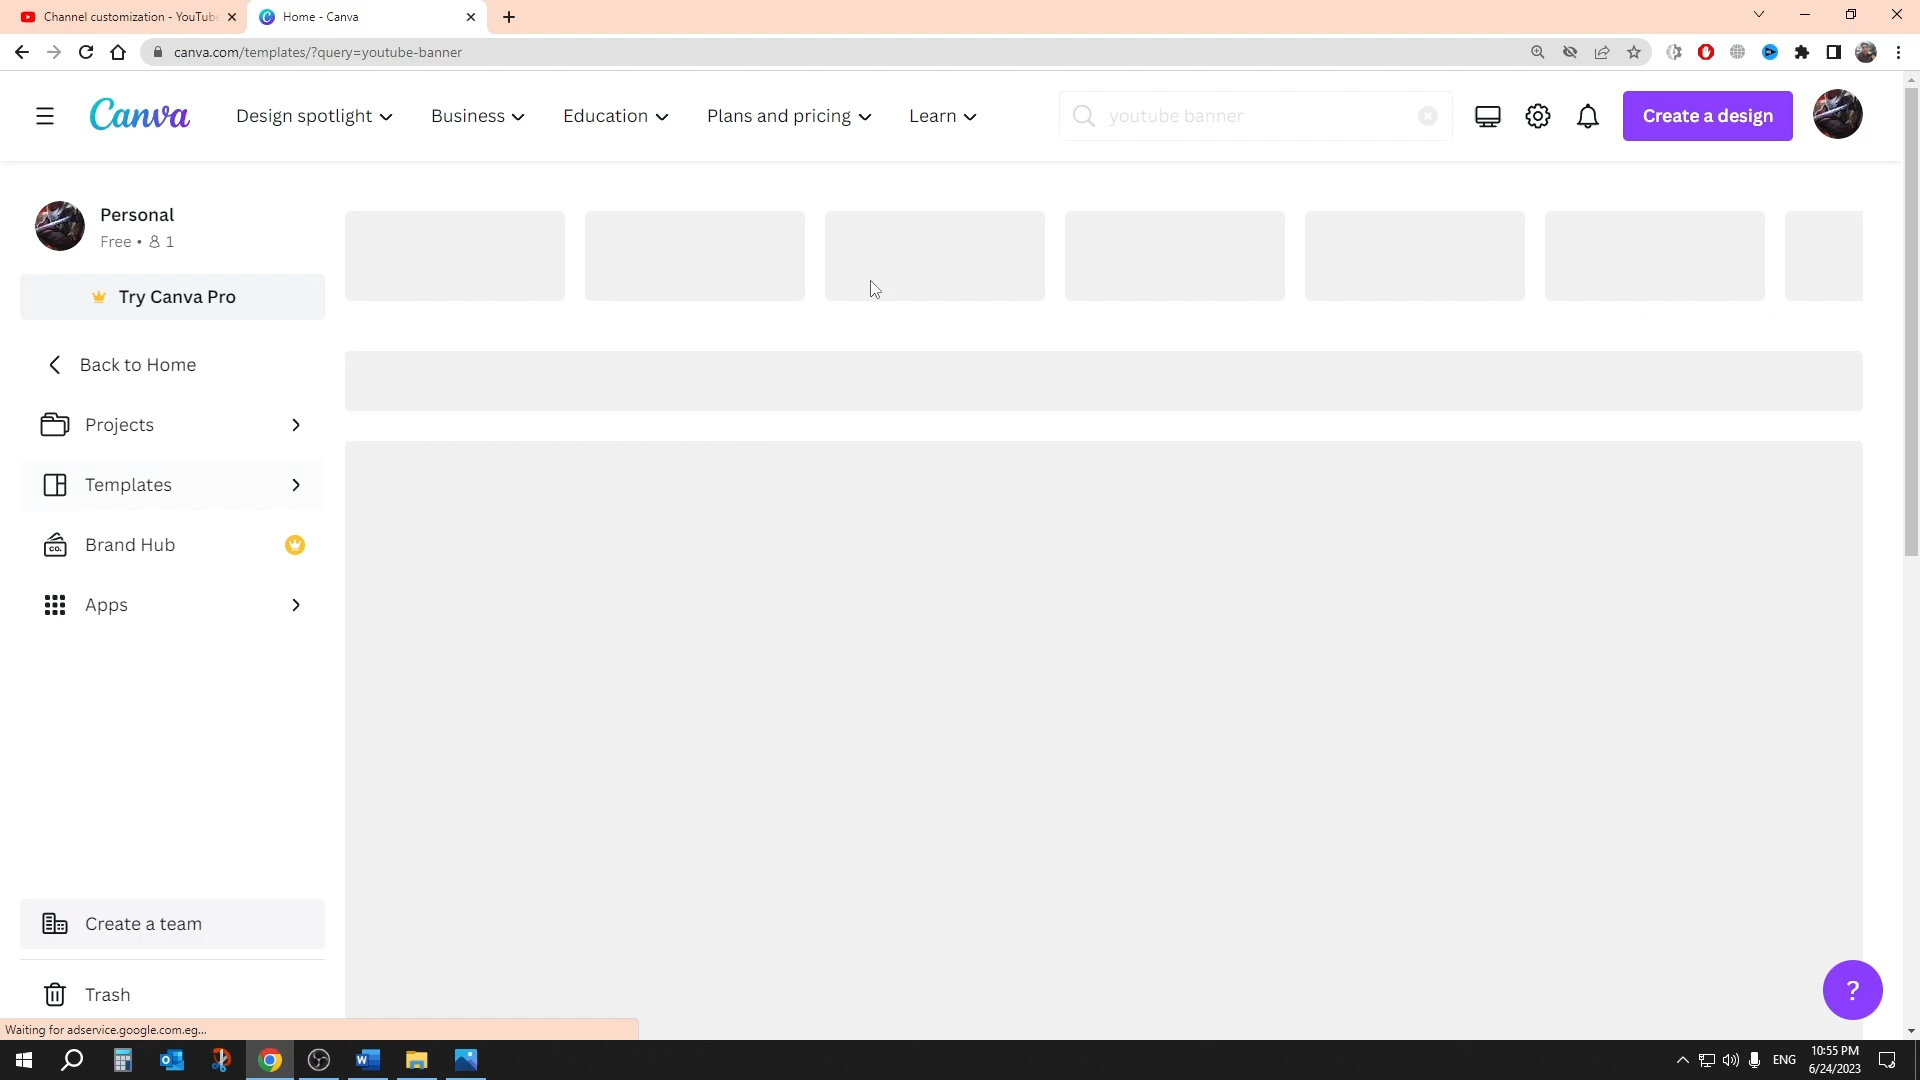 Channel customization - YouTube
Home - Canva
canva.com/templates/?query=youtube-banner
Canva
Design spotlight
Business
Education
Plans and pricing
Learn
youtube banner
Create a design
Personal
Free • 1
Try Canva Pro
Back to Home
Projects
Templates
CO.
Brand Hub
Apps
Create a team
Trash
?
Waiting for adservice.google.com.eg...
ENG
10:55 PM
6/24/2023